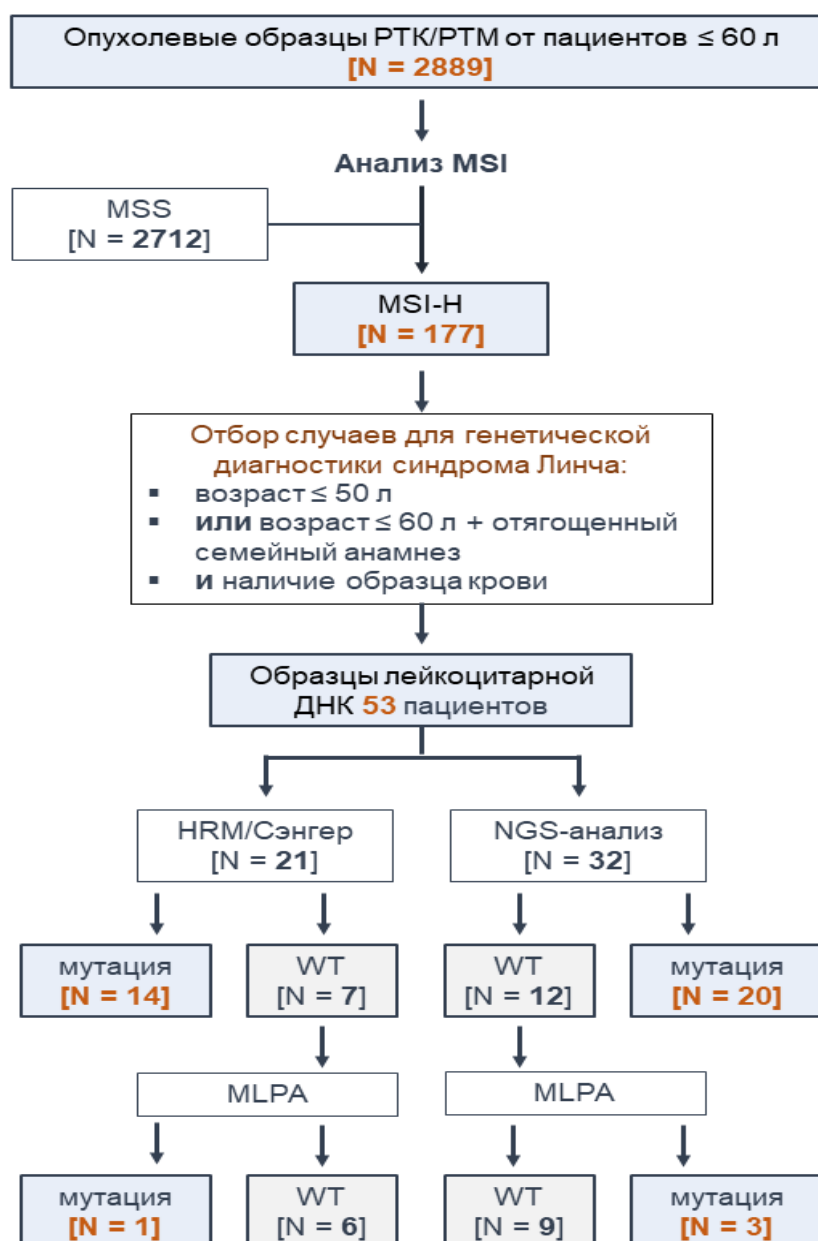 Опухолевые образцы РТК/РТМ от пациентов ≤ 60 л
[N = 2889]
Анализ MSI
MSS
[N = 2712]
MSI-H
[N = 177]
Отбор случаев для генетической
диагностики синдрома Линча:
▪ возраст ≤ 50 л
▪ или возраст ≤ 60 л + отягощенный
семейный анамнез
▪ и наличие образца крови
Образцы лейкоцитарной
ДНК 53 пациентов
HRM/Сэнгер
[N = 21]
NGS-анализ
[N = 32]
мутация
[N = 14]
WT
[N = 7]
WT
[N = 12]
мутация
[N = 20]
MLPA
MLPA
мутация
[N = 1]
WT
[N = 6]
WT
[N = 9]
мутация
[N = 3]